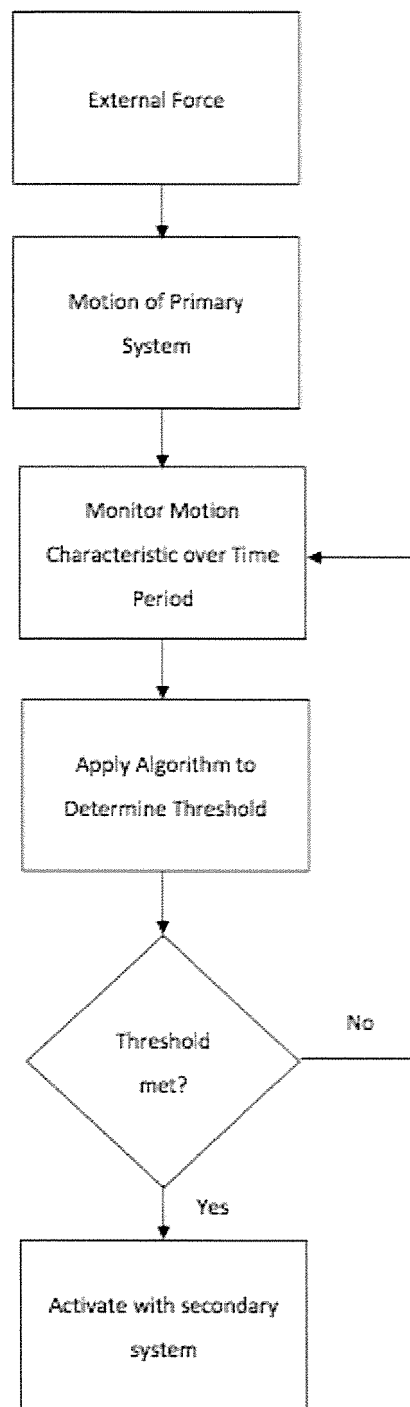 External Force
Motion of Primary
System
Monitor Motion
Characteristic over Time
Period
Apply Algorithm to
Determine Threshold
Threshold
met?
No
Yes
Activate with secondary
system